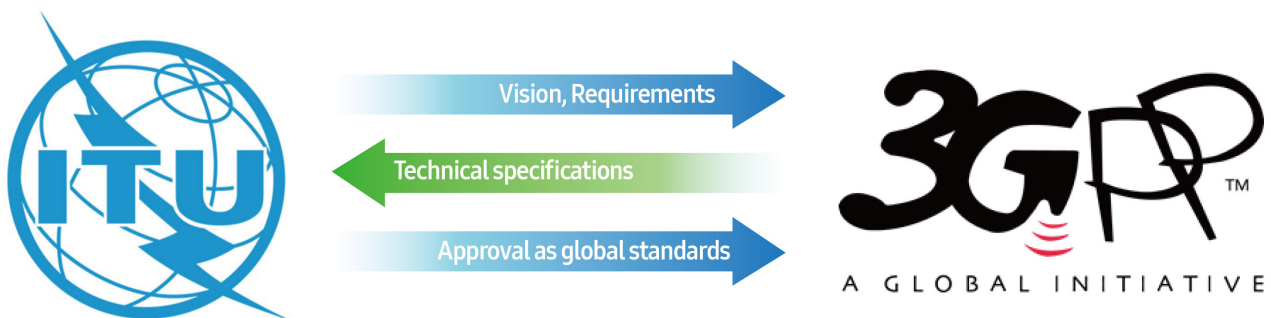 ITU
Vision, Requirements
Technical specifications
Approval as global standards
3GPP
TM
A GLOBAL INITIATIVE